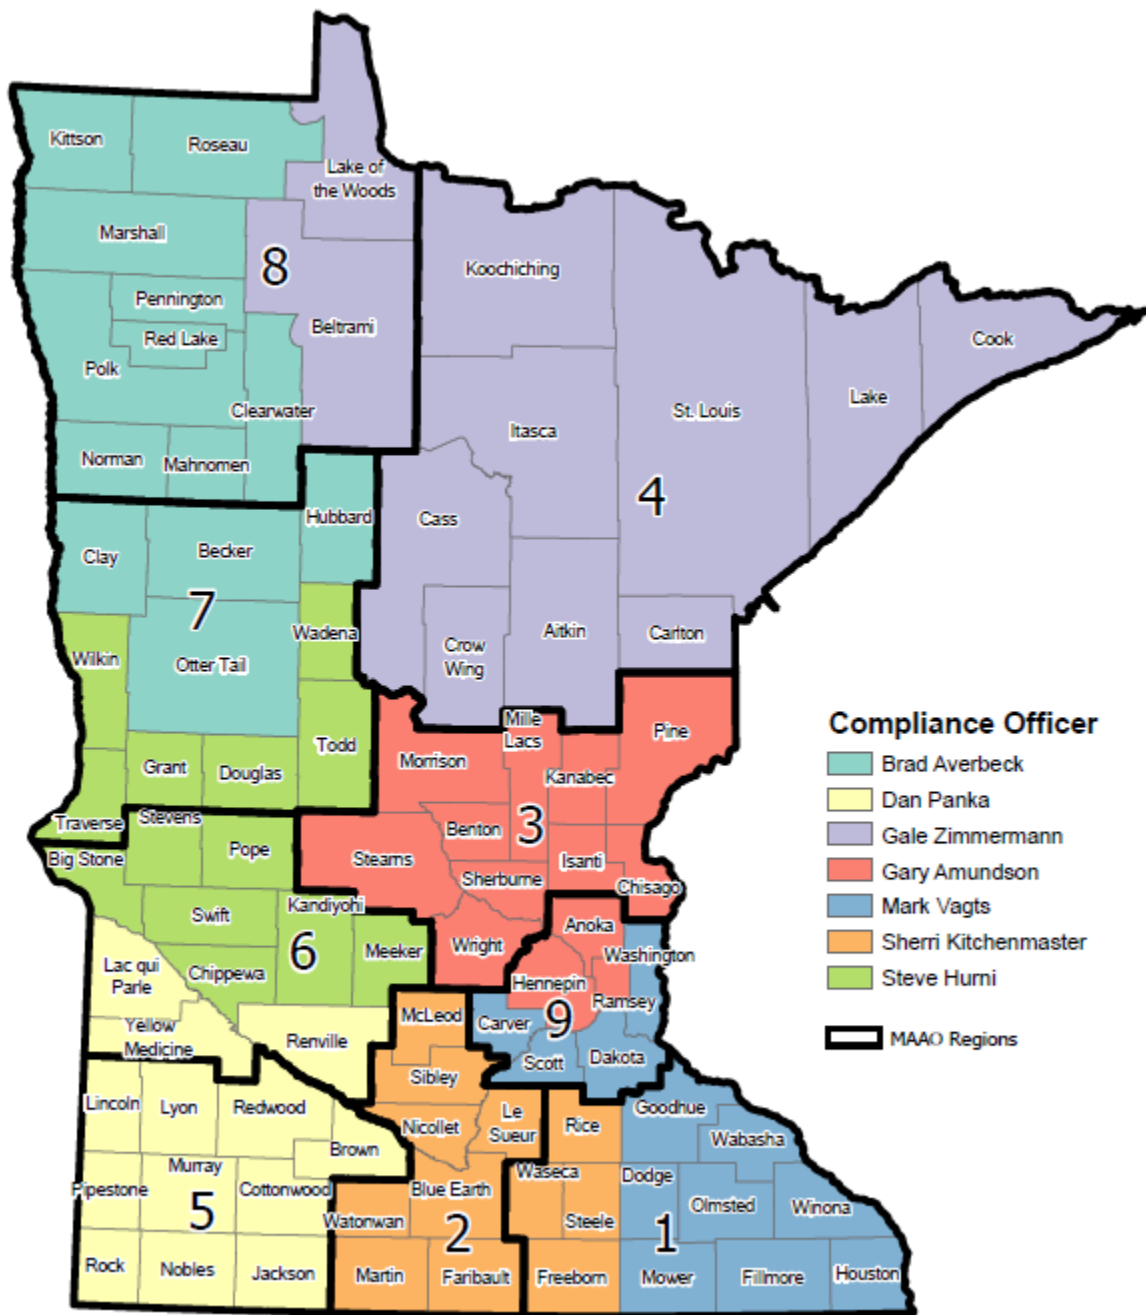 Kittson
Roseau
Lake of
the Woods
Marshall
8
Koochiching
Pennington
Beltrami
Red Lake
Cook
Polk
Lake
St. Louis
Clearwater
Itasca
Norman
Mahnomen
4
Hubbard
Cass
Clay
Becker
7
Wadena
Aitkin
Carlton
Crow
Wing
Wilkin
Otter Tail
Mille
Lacs
Pine
Todd
Morrison
Grant
Douglas
Kanabec
Traverse
Stevens
Benton
3
Big Stone
Pope
Stearns
Isanti
Sherburne
Chisago
Kandiyohi
Swift
Anoka
6
Meeker
Wright
Washington
Lac qui
Parle
Chippewa
Hennepin
Ramsey
McLeod
Carver
9
Yellow
Medicine
Renville
Scott
Dakota
Sibley
Lincoln
Lyon
Redwood
Goodhue
Nicollet
Le
Sueur
Rice
Wabasha
Brown
Murray
Waseca
Dodge
Pipestone
Cottonwood
Blue Earth
Olmsted
Winona
5
Watonwan
2
Steele
1
Rock
Nobles
Jackson
Martin
Faribault
Freeborn
Mower
Fillmore
Houston
Compliance Officer
Brad Averbeck
Dan Panka
Gale Zimmermann
Gary Amundson
Mark Vagts
Sherri Kitchenmaster
Steve Hurni
MAAO Regions